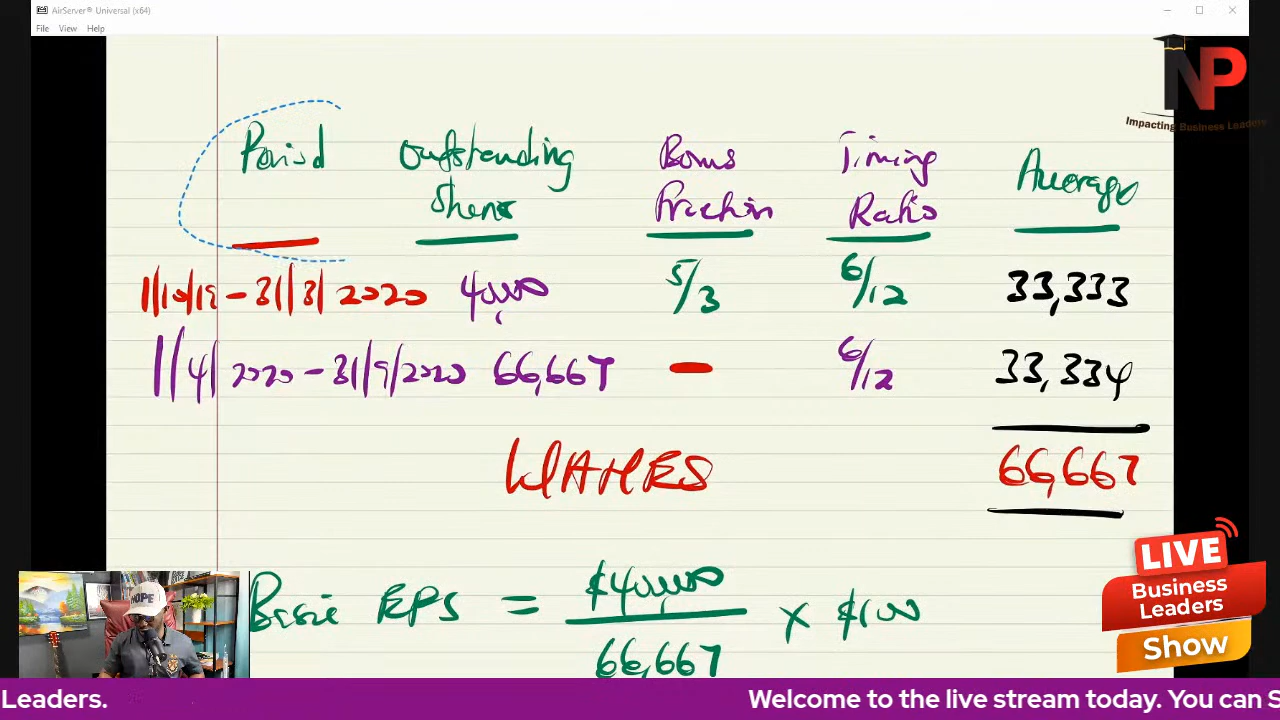 AirServer® Universal (x64)
File View Help
NP
Impacting Business Leaders
Period Outstanding Shares Bonus Fraction Timing Ratio Average
1/10/19 - 31/3/2020 40,000 5/3 6/12 33,333
1/4/2020 - 31/9/2020 66,667 - 6/12 33,334
WANES 66,667
Basic EPS = $40,000 / 66,667 x $100
NOPE
LIVE
Business
Leaders
Show
Leaders. Welcome to the live stream today. You can S